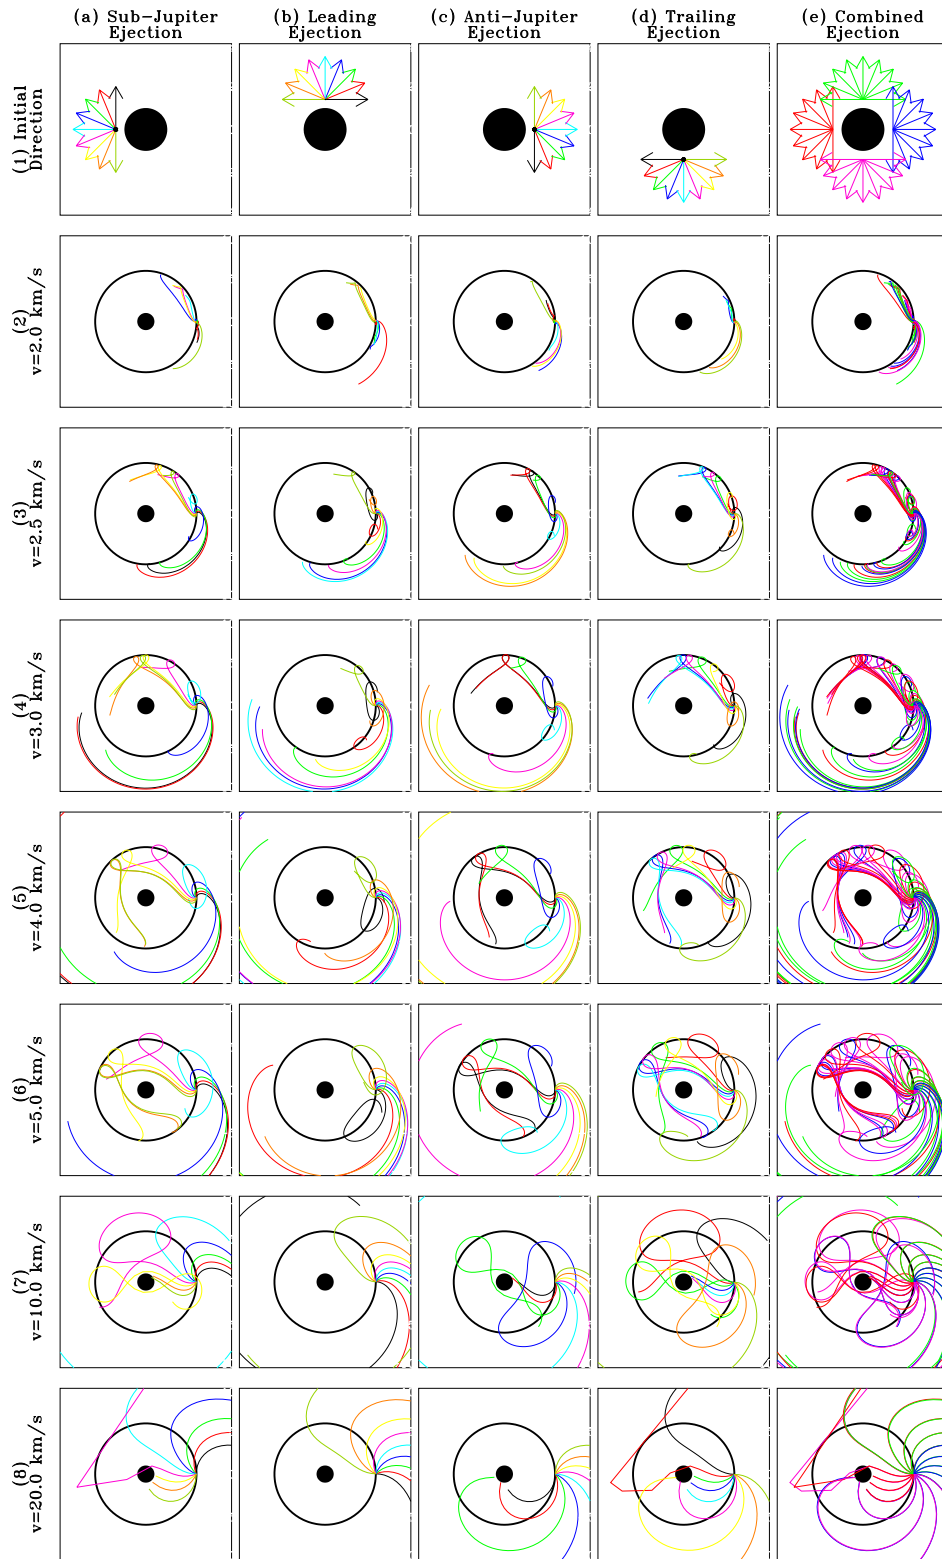 (a) Sub-Jupiter Ejection
(b) Leading Ejection
(c) Anti-Jupiter Ejection
(d) Trailing Ejection
(e) Combined Ejection
(1) Initial Direction
(2) v=2.0 km/s
(3) v=2.5 km/s
(4) v=3.0 km/s
(5) v=4.0 km/s
(6) v=5.0 km/s
(7) v=10.0 km/s
(8) v=20.0 km/s